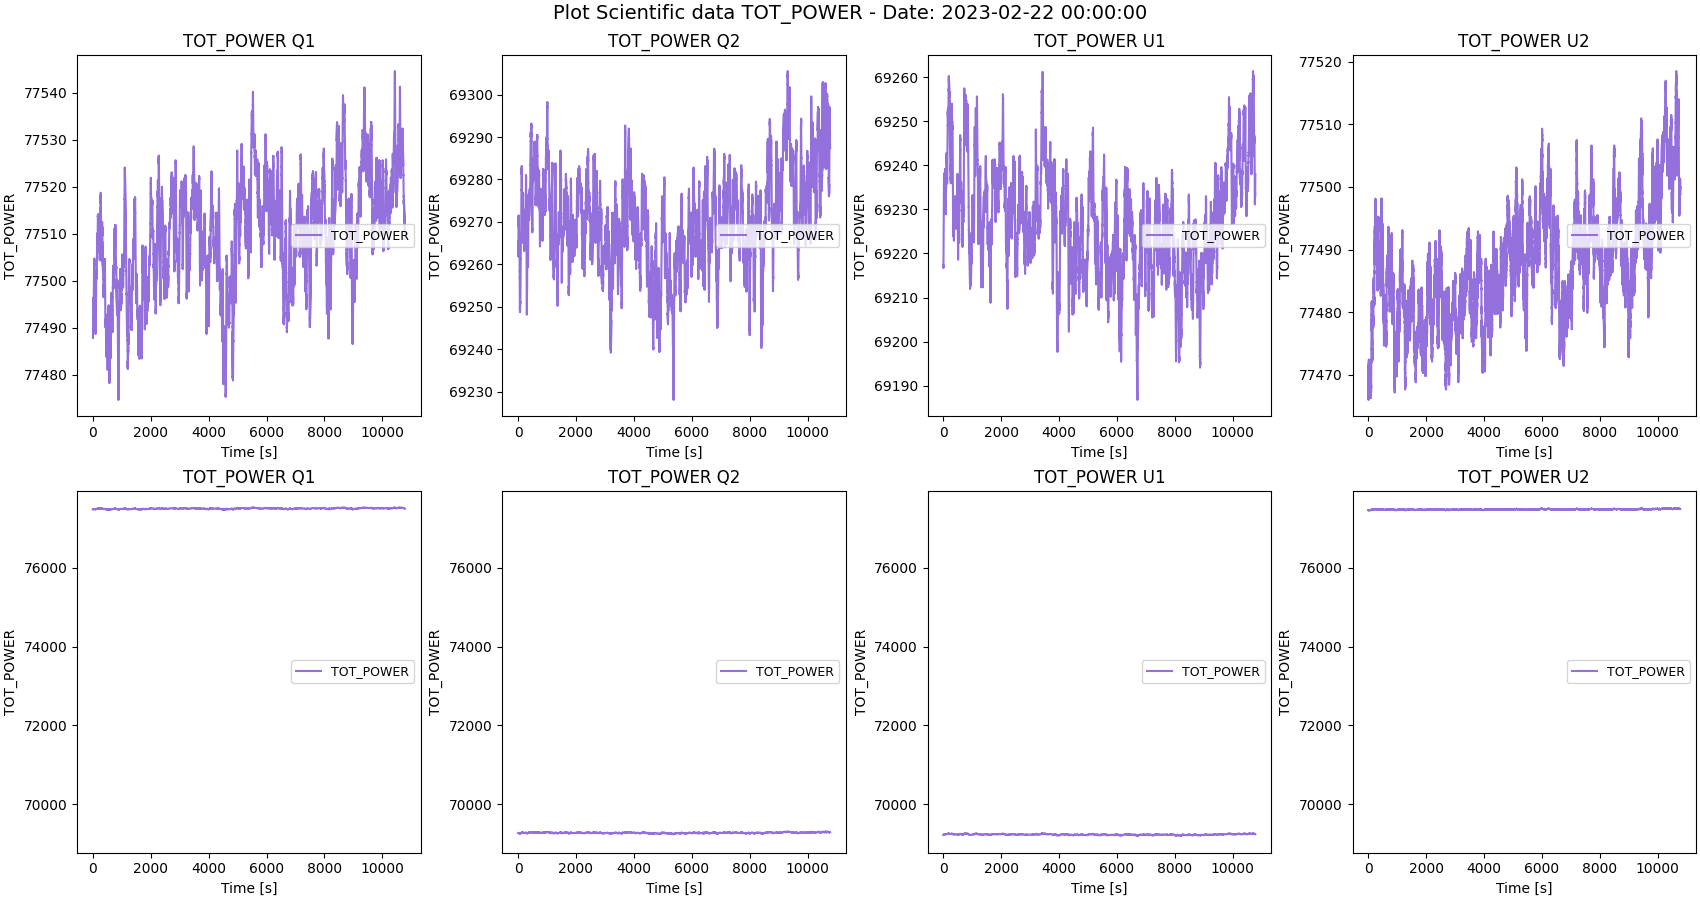 Plot Scientific data TOT_POWER - Date: 2023-02-22 00:00:00
TOT_POWER Q1
TOT_POWER
77540
77530
77520
77510
77500
77490
77480
TOT_POWER
0 2000 4000 6000 8000 10000
Time [s]
TOT_POWER Q2
TOT_POWER
69300
69290
69280
69270
69260
69250
69240
69230
TOT_POWER
0 2000 4000 6000 8000 10000
Time [s]
TOT_POWER U1
TOT_POWER
69260
69250
69240
69230
69220
69210
69200
69190
TOT_POWER
0 2000 4000 6000 8000 10000
Time [s]
TOT_POWER U2
TOT_POWER
77520
77510
77500
77490
77480
77470
TOT_POWER
0 2000 4000 6000 8000 10000
Time [s]
TOT_POWER Q1
TOT_POWER
76000
74000
72000
70000
TOT_POWER
0 2000 4000 6000 8000 10000
Time [s]
TOT_POWER Q2
TOT_POWER
76000
74000
72000
70000
TOT_POWER
0 2000 4000 6000 8000 10000
Time [s]
TOT_POWER U1
TOT_POWER
76000
74000
72000
70000
TOT_POWER
0 2000 4000 6000 8000 10000
Time [s]
TOT_POWER U2
TOT_POWER
76000
74000
72000
70000
TOT_POWER
0 2000 4000 6000 8000 10000
Time [s]